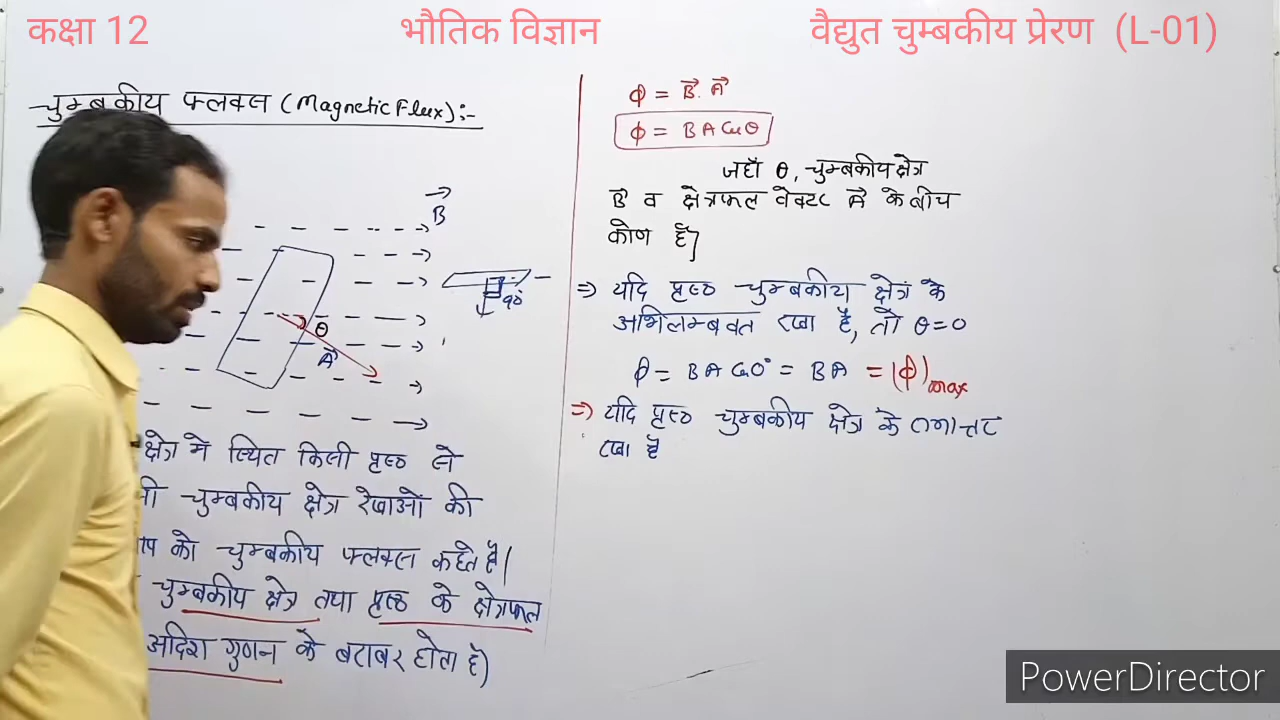 कक्षा 12 भौतिक विज्ञान वैद्युत चुम्बकीय प्रेरण (L-01)
चुम्बकीय फ्लक्स (Magnetic Flux) :-
B⃗
θ
A⃗
90°
क्षेत्र में स्थित किसी पृष्ठ से
चुम्बकीय क्षेत्र रेखाओं की
को चुम्बकीय फ्लक्स कहते हैं।
चुम्बकीय क्षेत्र तथा पृष्ठ के क्षेत्रफल
अदिश गुणन के बराबर होता है)
ϕ = B⃗. A⃗
ϕ = B A Cosθ
जहाँ θ, चुम्बकीय क्षेत्र
B⃗ व क्षेत्रफल वेक्टर A⃗ के बीच
कोण है}
⇒ यदि पृष्ठ चुम्बकीय क्षेत्र के
अभिलम्बवत रखा है, तो θ=0
ϕ = B A Cos0° = BA = (ϕ)max
⇒ यदि पृष्ठ चुम्बकीय क्षेत्र के समान्तर
रखा है
PowerDirector